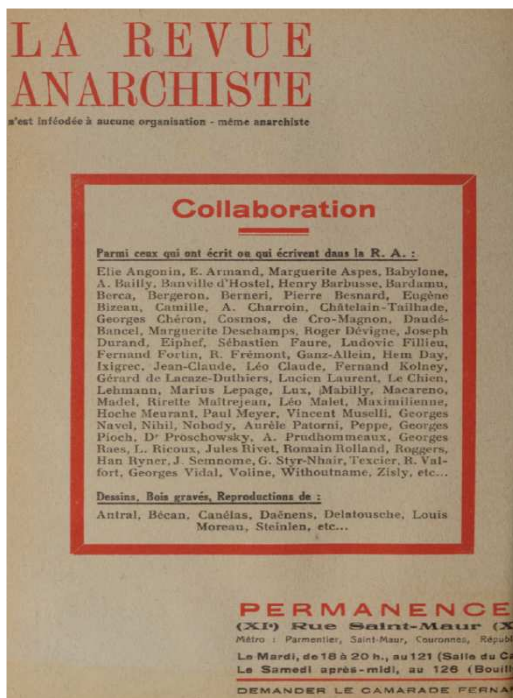 LA REVUE
ANARCHISTE
n'est inféodée à aucune organisation - même anarchiste
Collaboration
Parmi ceux qui ont écrit ou qui écrivent dans la R. A. :
Elie Angonin, E. Armand, Marguerite Aspes, Babylone,
A. Bailly, Banville d'Hostel, Henry Barbusse, Bardamu,
Berca, Bergeron, Berneri, Pierre Besnard, Eugène
Bizeau, Camille, A. Charroin, Châtelain-Tailhade,
Georges Chéron, Cosmos, de Cro-Magnon, Daudé-
Bancel, Marguerite Deschamps, Roger Dévigne, Joseph
Durand, Eiphef, Sébastien Faure, Ludovic Fillieu,
Fernand Fortin, R. Frémont, Ganz-Allein, Hem Day,
Ixigrec, Jean-Claude, Léo Claude, Fernand Kolney,
Gérard de Lacaze-Duthiers, Lucien Laurent, Le Chien,
Lehmann, Marius Lepage, Lux, Mabilly, Macareno,
Madel, Rirette Maîtrejean, Léo Malet, Maximilienne,
Hoche Meurant, Paul Meyer, Vincent Muselli, Georges
Navel, Nihil, Nobody, Aurèle Patorni, Peppe, Georges
Pioch, Dr Proschowsky, A. Prudhommeaux, Georges
Raes, L. Ricoux, Jules Rivet, Romain Rolland, Roggers,
Han Ryner, J. Semnome, G. Styr-Nhair, Texcier, R. Val-
fort, Georges Vidal, Voline, Withoutname, Zisly, etc...
Dessins, Bois gravés, Reproductions de :
Antral, Bécan, Canélas, Daënens, Delatousche, Louis
Moreau, Steinlen, etc...
PERMANENCE
(XIe) Rue Saint-Maur (X
Métro : Parmentier, Saint-Maur, Couronnes, Républ
Le Mardi, de 18 à 20 h., au 121 (Salle du Ca
Le Samedi après-midi, au 126 (Bouill
DEMANDER LE CAMARADE FERNA